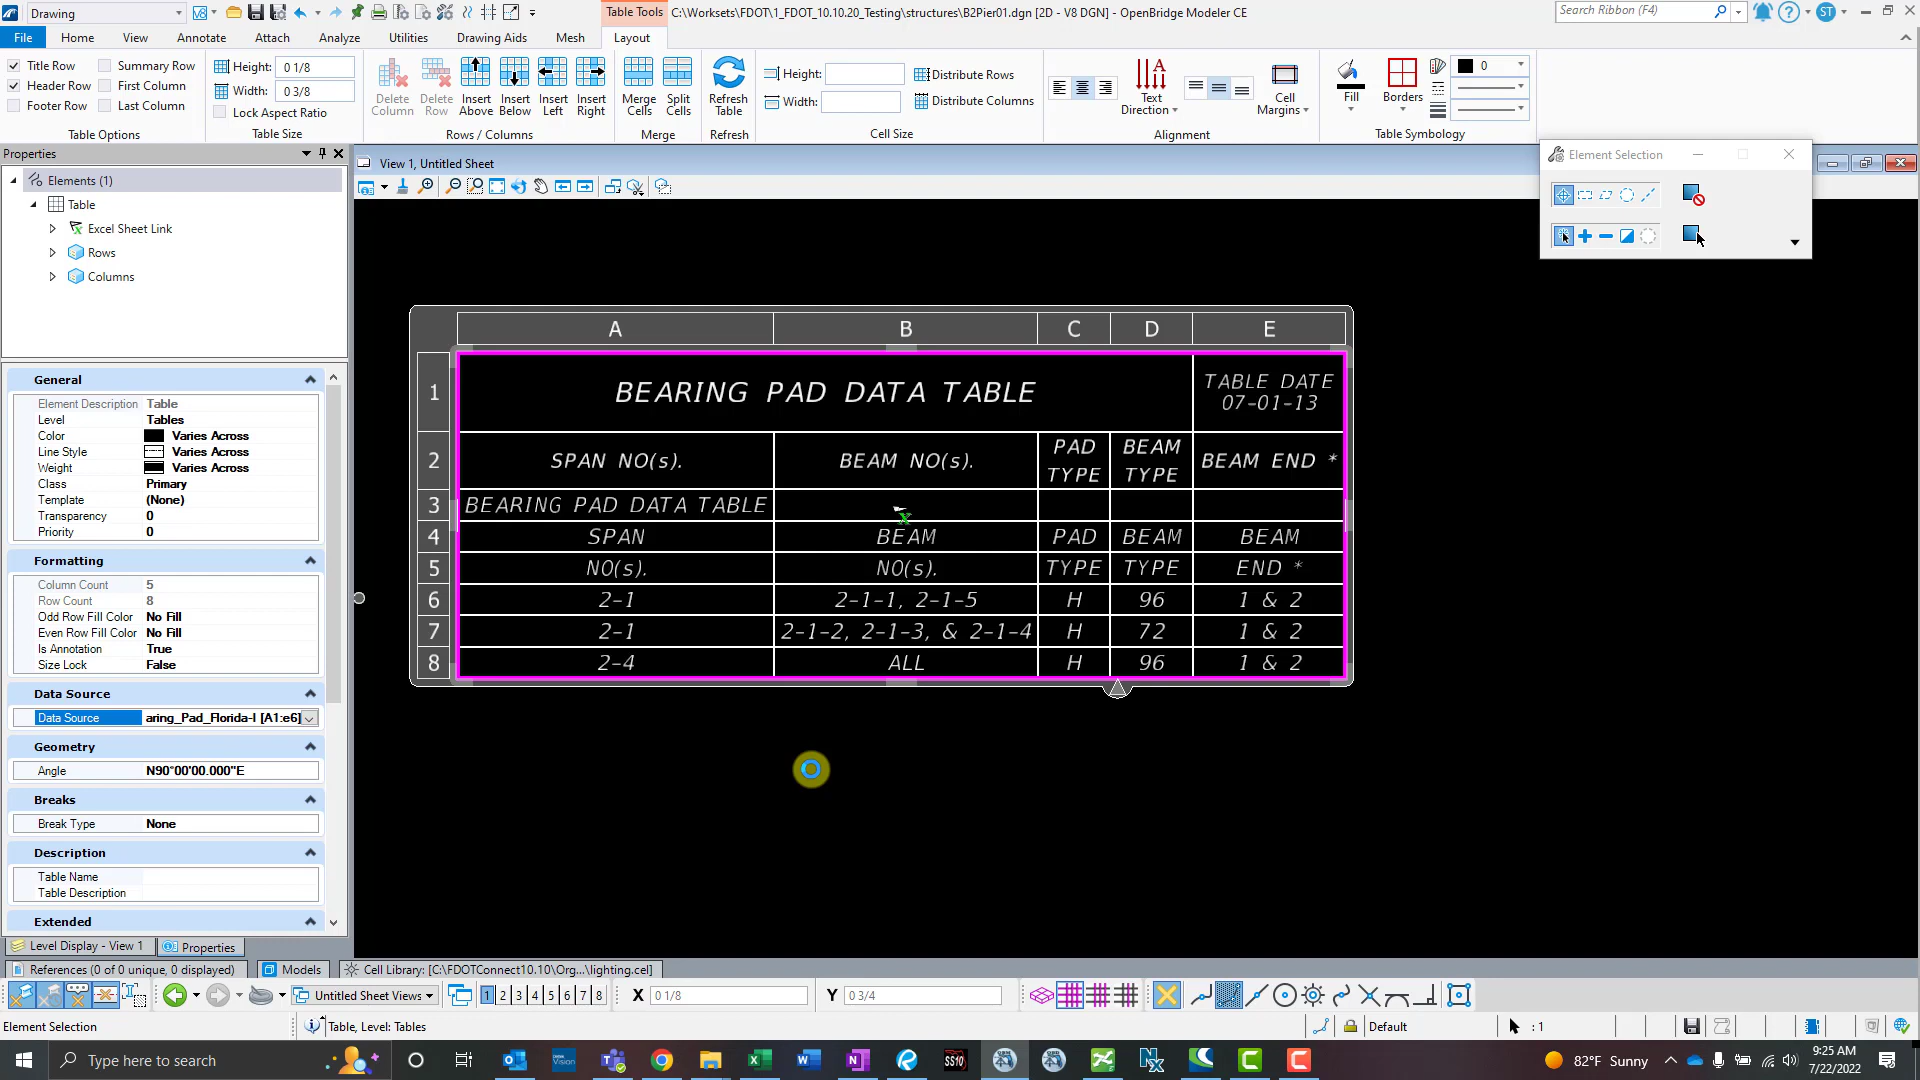 Drawing
Table Tools
C:\Worksets\FDOT\1_FDOT_10.10.20_Testing\structures\B2Pier01.dgn [2D - V8 DGN] - OpenBridge Modeler CE
Search Ribbon (F4)
ST
File
Home
View
Annotate
Attach
Analyze
Utilities
Drawing Aids
Mesh
Layout
Title Row
Summary Row
Header Row
First Column
Footer Row
Last Column
Table Options
Height: 0 1/8
Width: 0 3/8
Lock Aspect Ratio
Table Size
Delete Column
Delete Row
Insert Above
Insert Below
Insert Left
Insert Right
Rows / Columns
Merge Cells
Split Cells
Merge
Refresh Table
Refresh
Height:
Width:
Distribute Rows
Distribute Columns
Cell Size
Text Direction
Cell Margins
Alignment
Fill
Borders
0
Table Symbology
Properties
Elements (1)
Table
Excel Sheet Link
Rows
Columns
General
Element Description Table
Level Tables
Color Varies Across
Line Style Varies Across
Weight Varies Across
Class Primary
Template (None)
Transparency 0
Priority 0
Formatting
Column Count 5
Row Count 8
Odd Row Fill Color No Fill
Even Row Fill Color No Fill
Is Annotation True
Size Lock False
Data Source
Data Source aring_Pad_Florida-I [A1:e6]
Geometry
Angle N90°00'00.000"E
Breaks
Break Type None
Description
Table Name
Table Description
Extended
Level Display - View 1
Properties
View 1, Untitled Sheet
Element Selection
A B C D E
1 BEARING PAD DATA TABLE TABLE DATE 07-01-13
2 SPAN NO(s). BEAM NO(s). PAD TYPE BEAM TYPE BEAM END *
3 BEARING PAD DATA TABLE
4 SPAN BEAM PAD BEAM BEAM
5 NO(s). NO(s). TYPE TYPE END *
6 2-1 2-1-1, 2-1-5 H 96 1 & 2
7 2-1 2-1-2, 2-1-3, & 2-1-4 H 72 1 & 2
8 2-4 ALL H 96 1 & 2
References (0 of 0 unique, 0 displayed)
Models
Cell Library: [C:\FDOTConnect10.10\Org...\lighting.cel]
Untitled Sheet Views
1 2 3 4 5 6 7 8
X 0 1/8
Y 0 3/4
Element Selection
Table, Level: Tables
Default
: 1
Type here to search
SS10
82°F Sunny
9:25 AM
7/22/2022